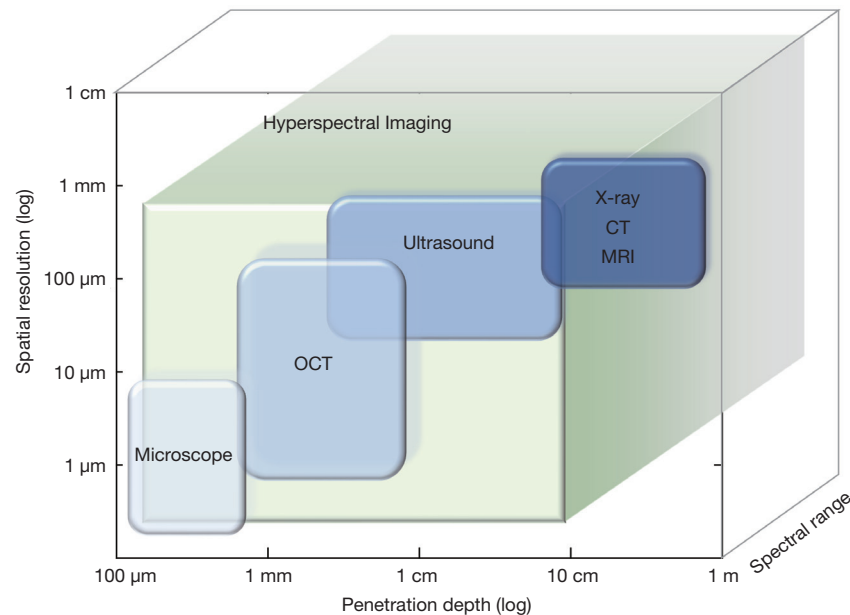 1 cm
Hyperspectral Imaging
1 mm
X-ray
CT
MRI
Ultrasound
100 µm
Spatial resolution (log)
OCT
10 µm
Microscope
1 µm
Spectral range
100 µm
1 mm
1 cm
10 cm
1 m
Penetration depth (log)